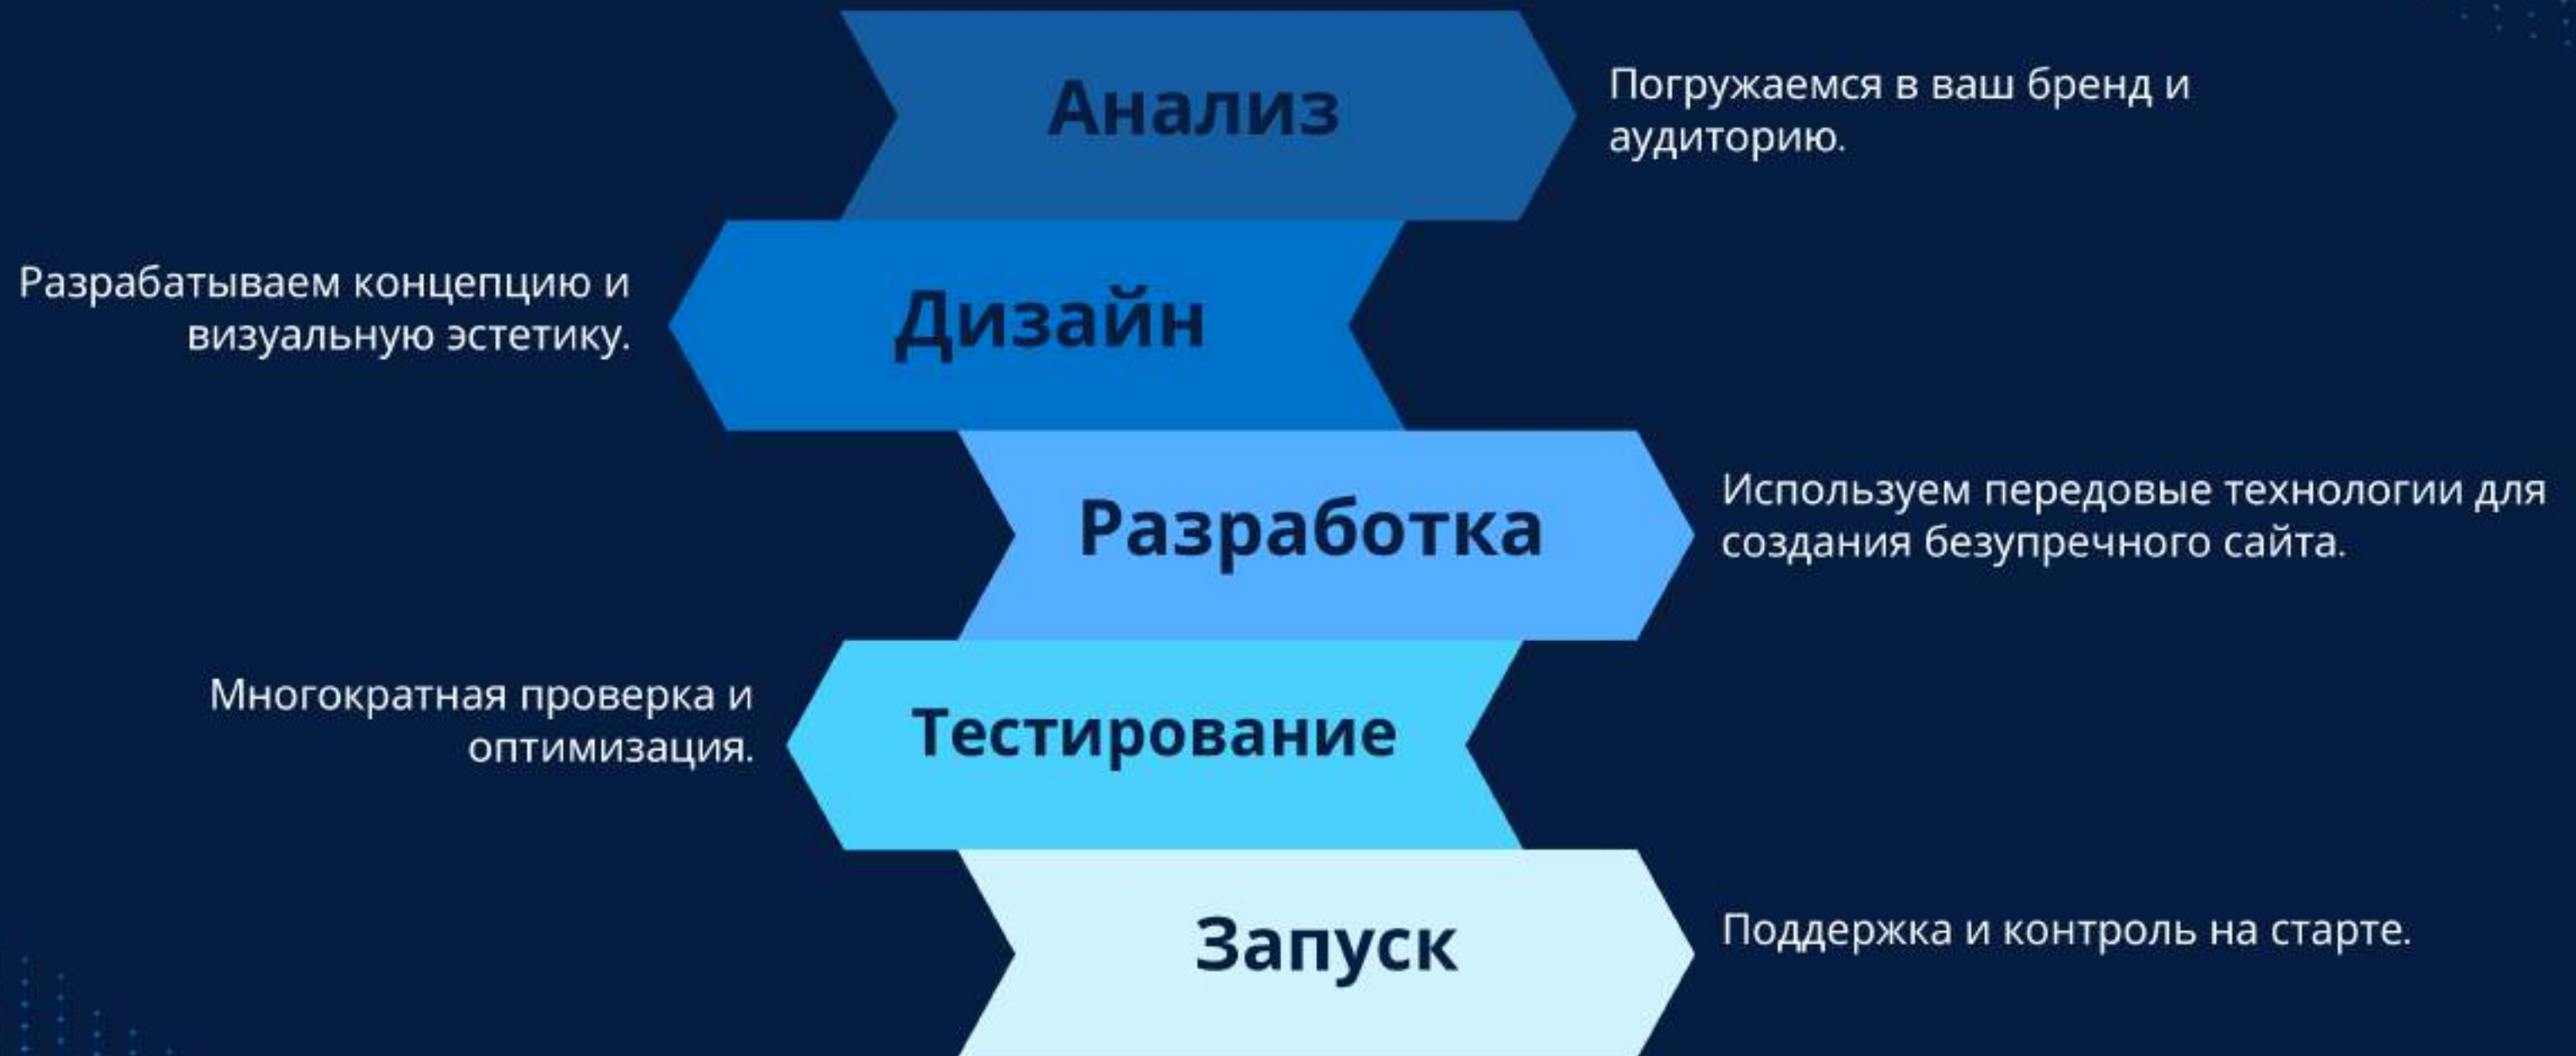 Анализ
Погружаемся в ваш бренд и
аудиторию.
Дизайн
Разрабатываем концепцию и
визуальную эстетику.
Разработка
Используем передовые технологии для
создания безупречного сайта.
Тестирование
Многократная проверка и
оптимизация.
Запуск
Поддержка и контроль на старте.